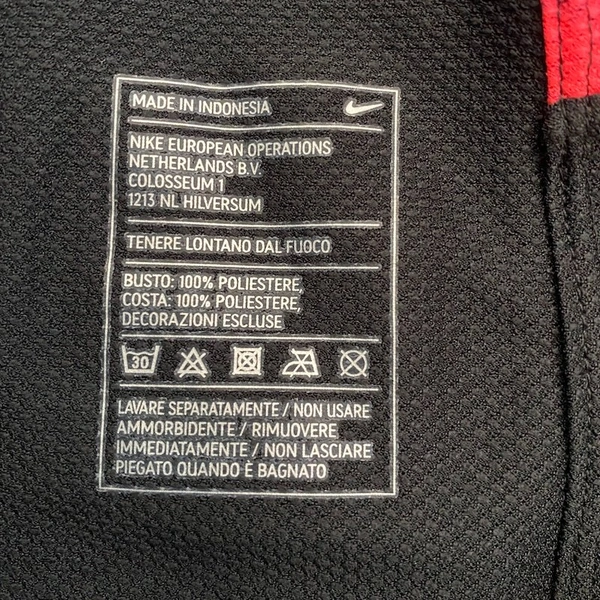 MADE IN INDONESIA
NIKE EUROPEAN OPERATIONS
NETHERLANDS B.V.
COLOSSEUM 1
1213 NL HILVERSUM
TENERE LONTANO DAL FUOCO
BUSTO: 100% POLIESTERE,
COSTA: 100% POLIESTERE,
DECORAZIONI ESCLUSE
30
LAVARE SEPARATAMENTE / NON USARE
AMMORBIDENTE / RIMUOVERE
IMMEDIATAMENTE / NON LASCIARE
PIEGATO QUANDO È BAGNATO